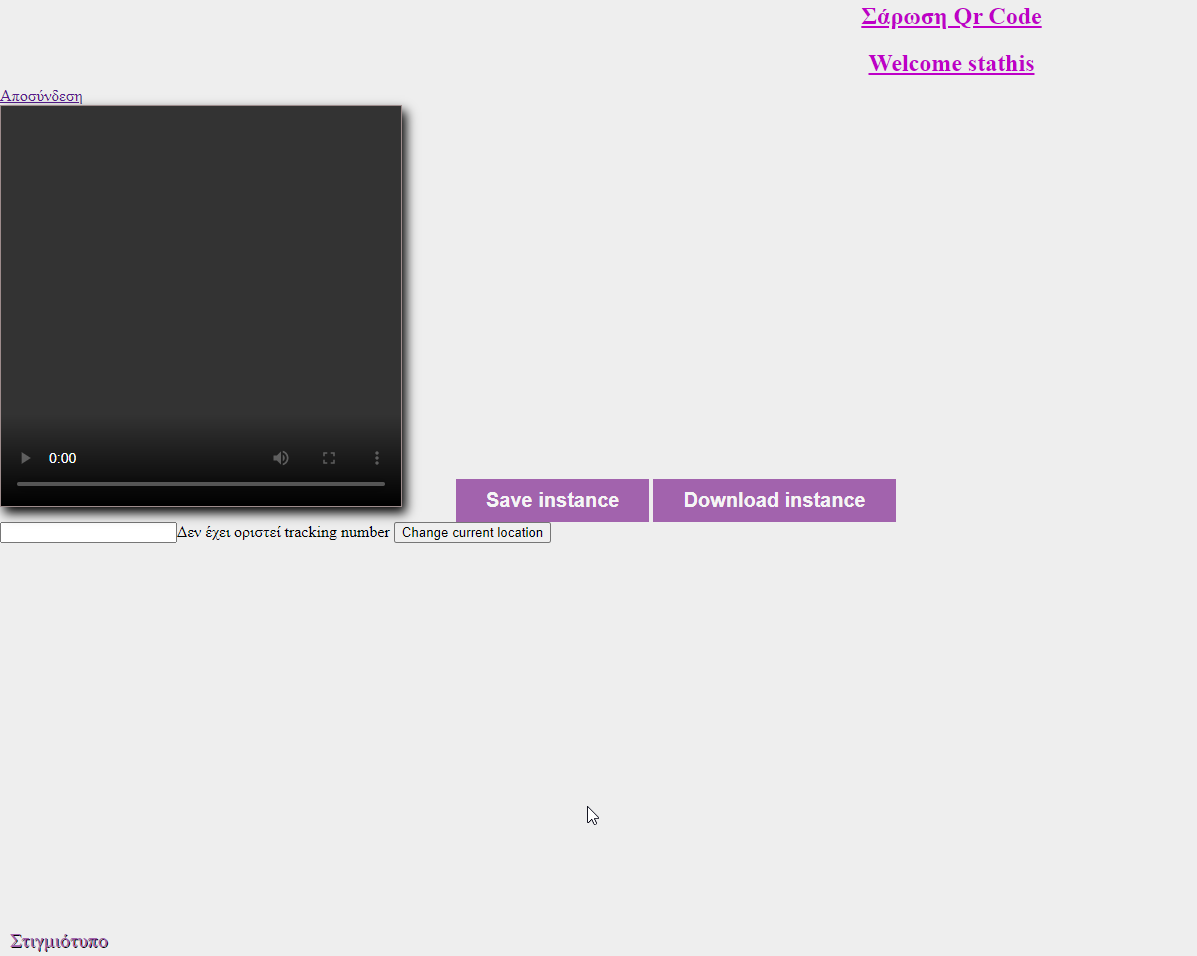 Σάρωση Qr Code
Welcome stathis
Αποσύνδεση
0:00
Save instance
Download instance
Δεν έχει οριστεί tracking number
Change current location
Στιγμιότυπο